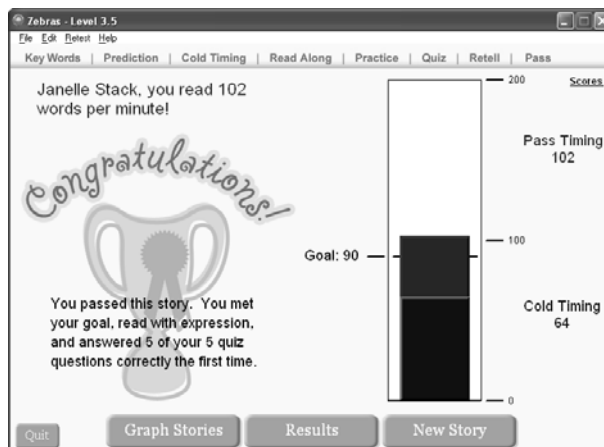 Zebras - Level 3.5
File Edit Retest Help
Key Words | Prediction | Cold Timing | Read Along | Practice | Quiz | Retell | Pass
Janelle Stack, you read 102
words per minute!
Congratulations!
You passed this story. You met
your goal, read with expression,
and answered 5 of your 5 quiz
questions correctly the first time.
200
Scores
Pass Timing
102
100
Goal: 90
Cold Timing
64
0
Quit
Graph Stories
Results
New Story